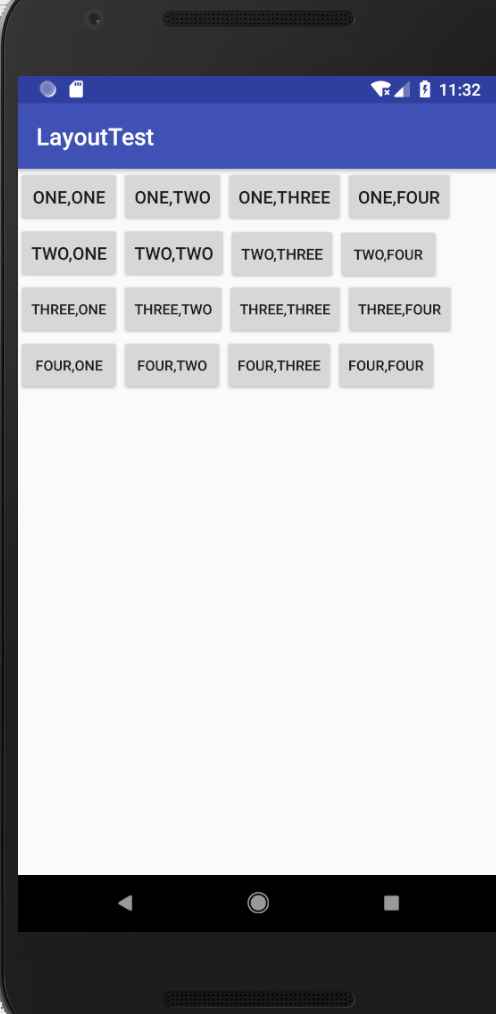 11:32
LayoutTest
ONE,ONE ONE,TWO ONE,THREE ONE,FOUR
TWO,ONE TWO,TWO TWO,THREE TWO,FOUR
THREE,ONE THREE,TWO THREE,THREE THREE,FOUR
FOUR,ONE FOUR,TWO FOUR,THREE FOUR,FOUR